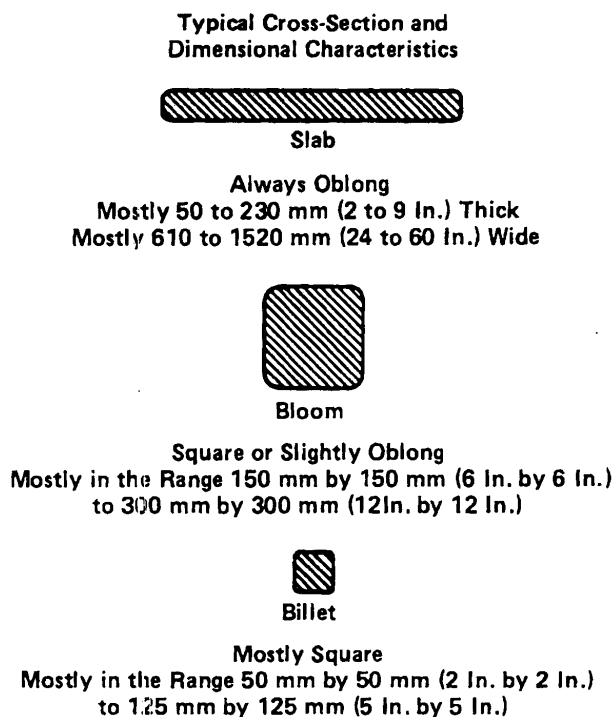 Typical Cross-Section and
Dimensional Characteristics
Slab
Always Oblong
Mostly 50 to 230 mm (2 to 9 In.) Thick
Mostly 610 to 1520 mm (24 to 60 In.) Wide
Bloom
Square or Slightly Oblong
Mostly in the Range 150 mm by 150 mm (6 In. by 6 In.)
to 300 mm by 300 mm (12In. by 12 In.)
Billet
Mostly Square
Mostly in the Range 50 mm by 50 mm (2 In. by 2 In.)
to 125 mm by 125 mm (5 In. by 5 In.)